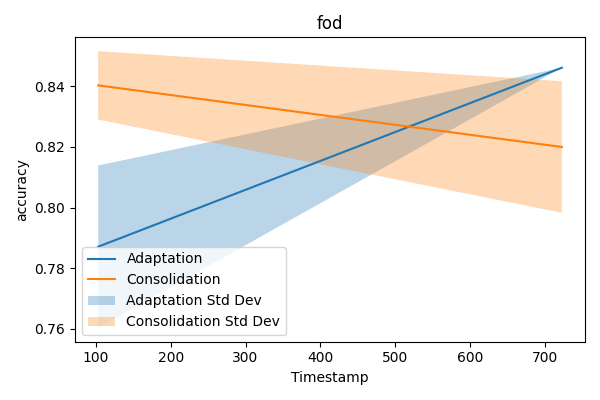 fod
accuracy
0.84
0.82
0.80
0.78
0.76
Adaptation
Consolidation
Adaptation Std Dev
Consolidation Std Dev
100 200 300 400 500 600 700
Timestamp